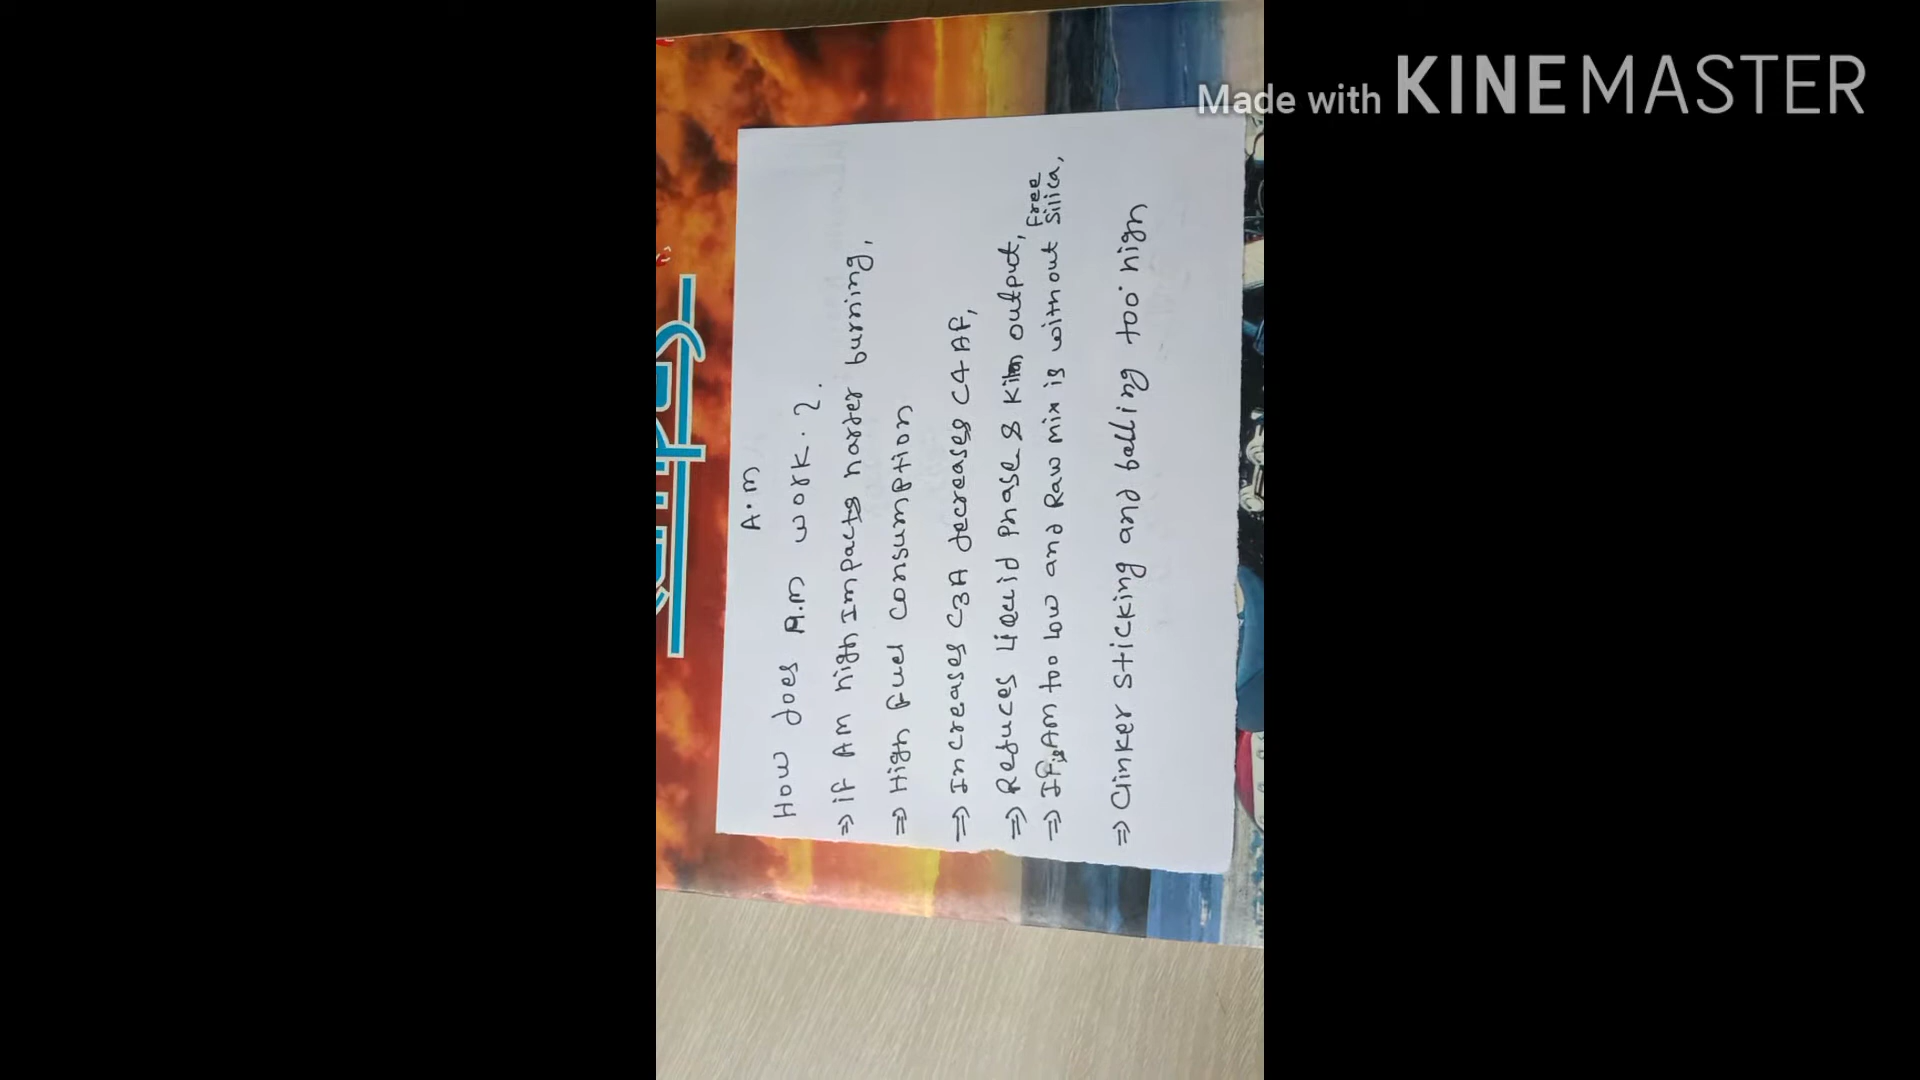 Made with KINEMASTER
A.m
How does A.m work.?
⇒ if AM high Impacts harder burning,
⇒ High Fuel Consumption
⇒ Increases C3A decreases C4AF,
⇒ Reduces Liquid Phase & Kiln output,
⇒ If is AM too low and Raw mix is without Free Silica,
⇒ Clinker sticking and balling too high